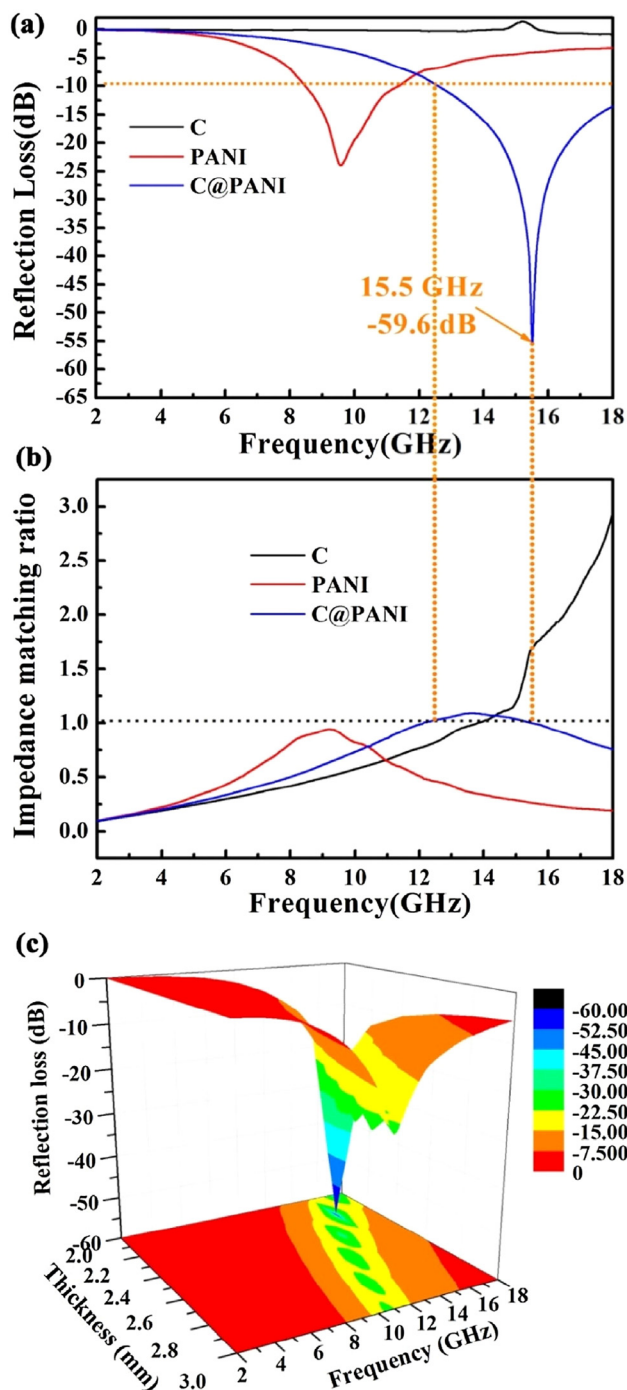 (a)
0
-5
-10
-15
-20
-25
-30
-35
-40
-45
-50
-55
-60
-65
Reflection Loss(dB)
C
PANI
C@PANI
15.5 GHz
-59.6 dB
2 4 6 8 10 12 14 16 18
Frequency(GHz)
(b)
3.0
2.5
2.0
1.5
1.0
0.5
0.0
Impedance matching ratio
C
PANI
C@PANI
2 4 6 8 10 12 14 16 18
Frequency(GHz)
(c)
0
-10
-20
-30
-40
-50
-60
Reflection loss (dB)
2.0
2.2
2.4
2.6
2.8
3.0
Thickness (mm)
2 4 6 8 10 12 14 16 18
Frequency (GHz)
-60.00
-52.50
-45.00
-37.50
-30.00
-22.50
-15.00
-7.500
0